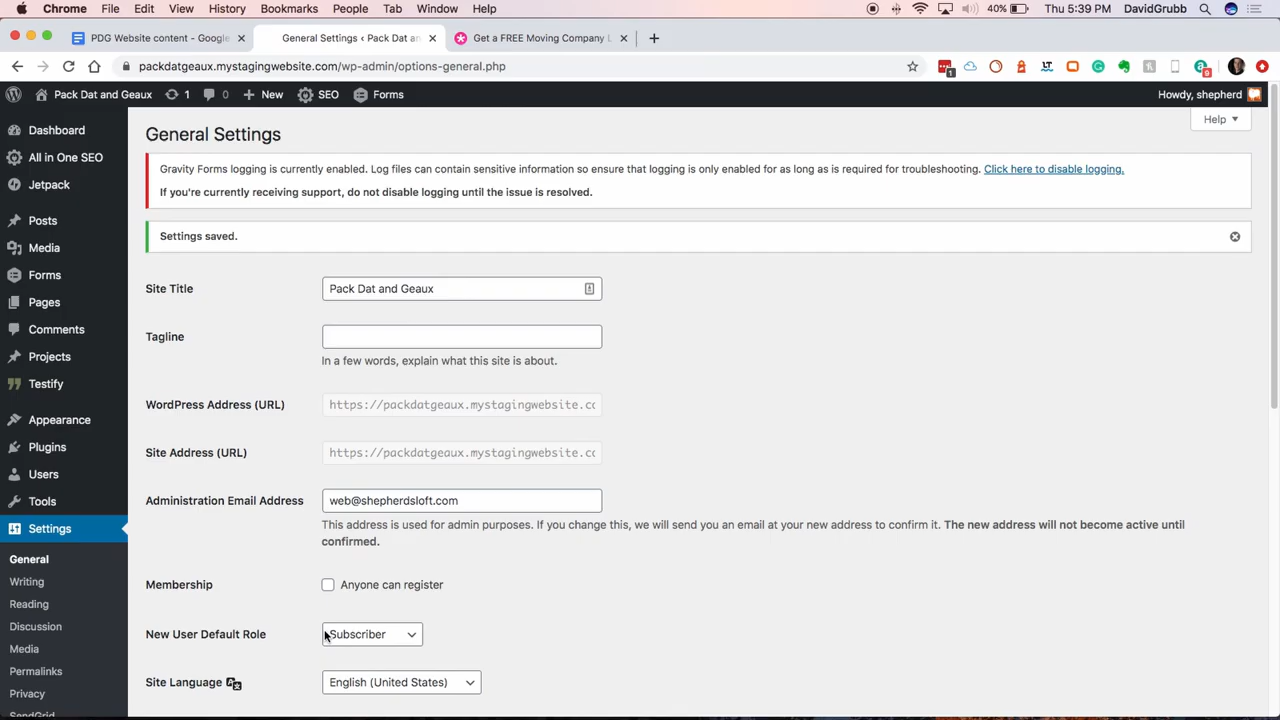 Chrome File Edit View History Bookmarks People Tab Window Help 40% Thu 5:39 PM DavidGrubb
PDG Website content - Google General Settings ‹ Pack Dat and Get a FREE Moving Company
packdatgeaux.mystagingwebsite.com/wp-admin/options-general.php 1 LT 9
Pack Dat and Geaux 1 0 New SEO Forms Howdy, shepherd
Help
Dashboard
All in One SEO
Jetpack
Posts
Media
Forms
Pages
Comments
Projects
Testify
Appearance
Plugins
Users
Tools
Settings
General
Writing
Reading
Discussion
Media
Permalinks
Privacy
SendGrid
General Settings
Gravity Forms logging is currently enabled. Log files can contain sensitive information so ensure that logging is only enabled for as long as is required for troubleshooting. Click here to disable logging.
If you're currently receiving support, do not disable logging until the issue is resolved.
Settings saved.
Site Title Pack Dat and Geaux
Tagline
In a few words, explain what this site is about.
WordPress Address (URL) https://packdatgeaux.mystagingwebsite.cc
Site Address (URL) https://packdatgeaux.mystagingwebsite.cc
Administration Email Address web@shepherdsloft.com
This address is used for admin purposes. If you change this, we will send you an email at your new address to confirm it. The new address will not become active until
confirmed.
Membership Anyone can register
New User Default Role Subscriber
Site Language English (United States)